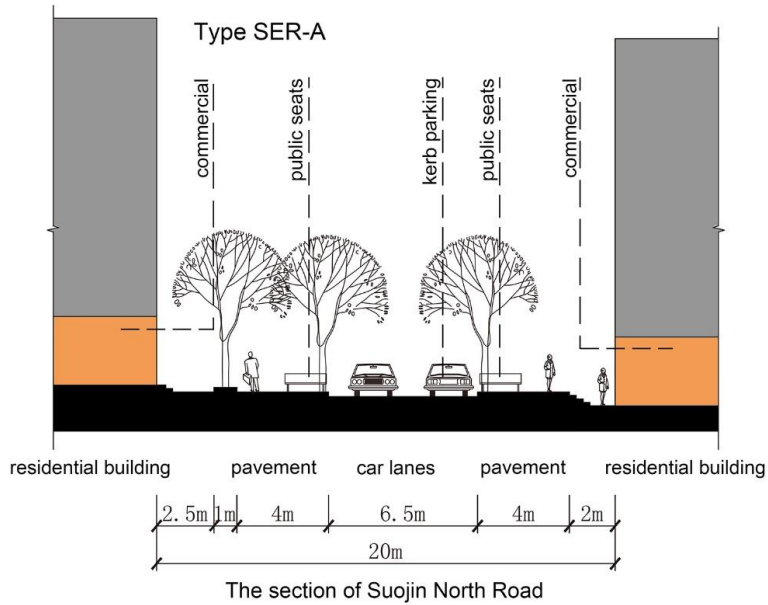 Type SER-A
commercial
public seats
kerb parking
public seats
commercial
residential building
pavement
car lanes
pavement
residential building
2.5m
1m
4m
6.5m
4m
2m
20m
The section of Suojin North Road